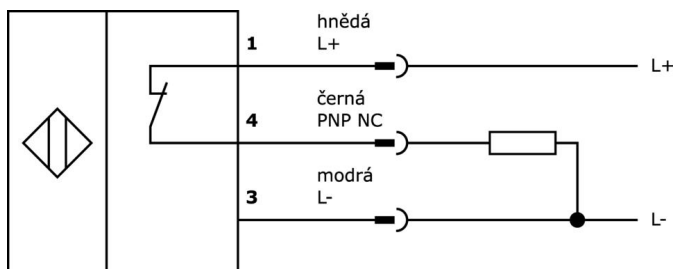 hnědá
1 L+
L+
černá
4 PNP NC
modrá
3 L-
L-